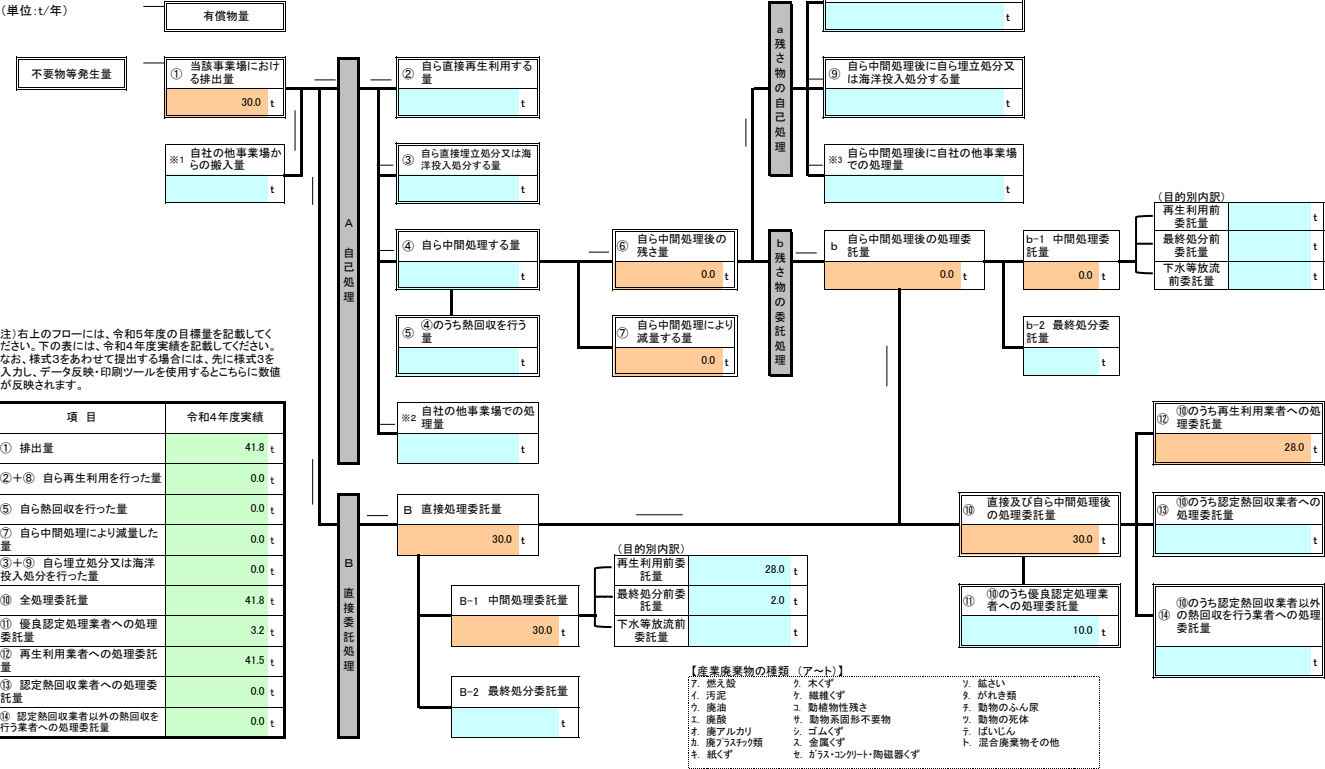 (単位:t/年)
有償物量
不要物等発生量
① 当該事業場におけ
る排出量
30.0 t
※1 自社の他事業場か
らの搬入量
t
A 自己処理
② 自ら直接再生利用する
量
t
③ 自ら直接埋立処分又は海
洋投入処分する量
t
④ 自ら中間処理する量
t
⑤ ④のうち熱回収を行う
量
t
※2 自社の他事業場での処
理量
t
⑥ 自ら中間処理後の
残さ量
0.0 t
⑦ 自ら中間処理により
減量する量
0.0 t
a 残さ物の自己処理
t
⑨ 自ら中間処理後に自ら埋立処分又
は海洋投入処分する量
t
※3 自ら中間処理後に自社の他事業場
での処理量
t
b 残さ物の委託処理
b 自ら中間処理後の処理委
託量
0.0 t
b-1 中間処理委
託量
0.0 t
(目的別内訳)
再生利用前
委託量 t
最終処分前
委託量 t
下水等放流
前委託量 t
b-2 最終処分委
託量
t
注)右上のフローには、令和5年度の目標量を記載してく
ださい。下の表には、令和4年度実績を記載してください。
なお、様式3をあわせて提出する場合には、先に様式3を
入力し、データ反映・印刷ツールを使用するとこちらに数値
が反映されます。
項 目 令和4年度実績
① 排出量 41.8 t
②+⑧ 自ら再生利用を行った量 0.0 t
⑤ 自ら熱回収を行った量 0.0 t
⑦ 自ら中間処理により減量した
量 0.0 t
③+⑨ 自ら埋立処分又は海洋
投入処分を行った量 0.0 t
⑩ 全処理委託量 41.8 t
⑪ 優良認定処理業者への処理
委託量 3.2 t
⑫ 再生利用業者への処理委託
量 41.5 t
⑬ 認定熱回収業者への処理委
託量 0.0 t
⑭ 認定熱回収業者以外の熱回収を
行う業者への処理委託量 0.0 t
B 直接委託処理
B 直接処理委託量
30.0 t
B-1 中間処理委託量
30.0 t
(目的別内訳)
再生利用前委
託量 28.0 t
最終処分前委
託量 2.0 t
下水等放流前
委託量 t
B-2 最終処分委託量
t
⑩ 直接及び自ら中間処理後
の処理委託量
30.0 t
⑪ ⑩のうち優良認定処理業
者への処理委託量
10.0 t
⑫ ⑩のうち再生利用業者への処
理委託量
28.0 t
⑬ ⑩のうち認定熱回収業者への
処理委託量
t
⑭ ⑩のうち認定熱回収業者以外
の熱回収を行う業者への処理
委託量
t
【産業廃棄物の種類 (ア~ト)】
ア. 燃え殻
イ. 汚泥
ウ. 廃油
エ. 廃酸
オ. 廃アルカリ
カ. 廃プラスチック類
キ. 紙くず
ク. 木くず
ケ. 繊維くず
コ. 動植物性残さ
サ. 動物系固形不要物
シ. ゴムくず
ス. 金属くず
セ. ガラス・コンクリート・陶磁器くず
ソ. 鉱さい
タ. がれき類
チ. 動物のふん尿
ツ. 動物の死体
テ. ばいじん
ト. 混合廃棄物その他